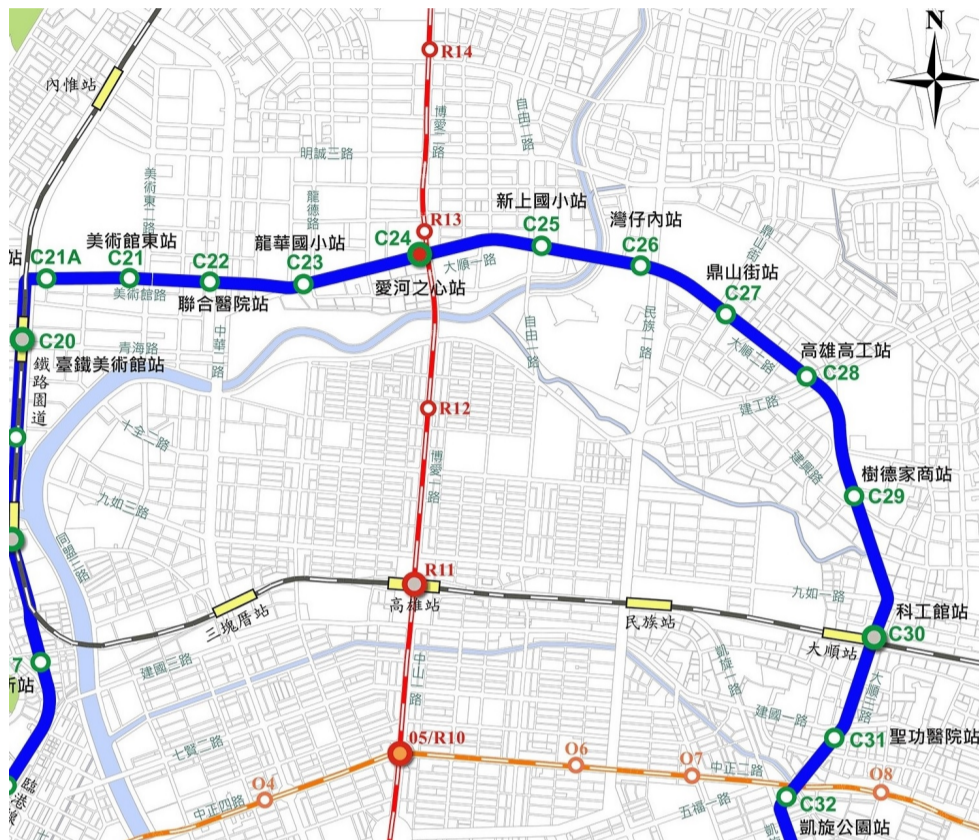 N
R14
內惟站
自由二路
博愛二路
明誠三路
美術東二路
龍德路
新上國小站
R13
鼎山街
美術館東站
龍華國小站
C24
C25
灣仔內站
站
C21A
C21
C22
C23
大順一路
C26
鼎山街站
美術館路
聯合醫院站
愛河之心站
C27
民族一路
自由一路
中華二路
C20
青海路
大順二路
高雄高工站
臺鐵美術館站
C28
鐵路園道
R12
建工路
十全二路
博愛一路
建興路
樹德家商站
九如三路
C29
同盟三路
R11
九如一路
高雄站
科工館站
三塊厝站
民族站
大順站
C30
7
建國三路
中山一路
凱旋一路
大順三路
建國一路
七賢二路
05/R10
C31
聖功醫院站
O6
O7
中正二路
O4
O8
臨港線
中正四路
五福一路
C32
凱旋公園站